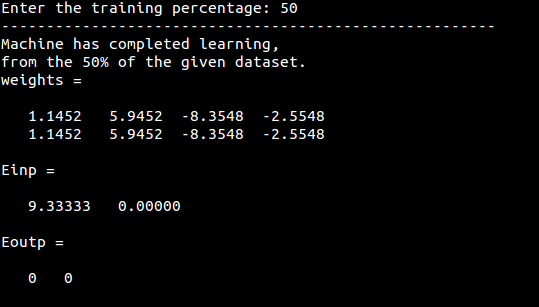 Enter the training percentage: 50
-------------------------------------------------------
Machine has completed learning,
from the 50% of the given dataset.
weights =
1.1452 5.9452 -8.3548 -2.5548
1.1452 5.9452 -8.3548 -2.5548
Einp =
9.33333 0.00000
Eoutp =
0 0